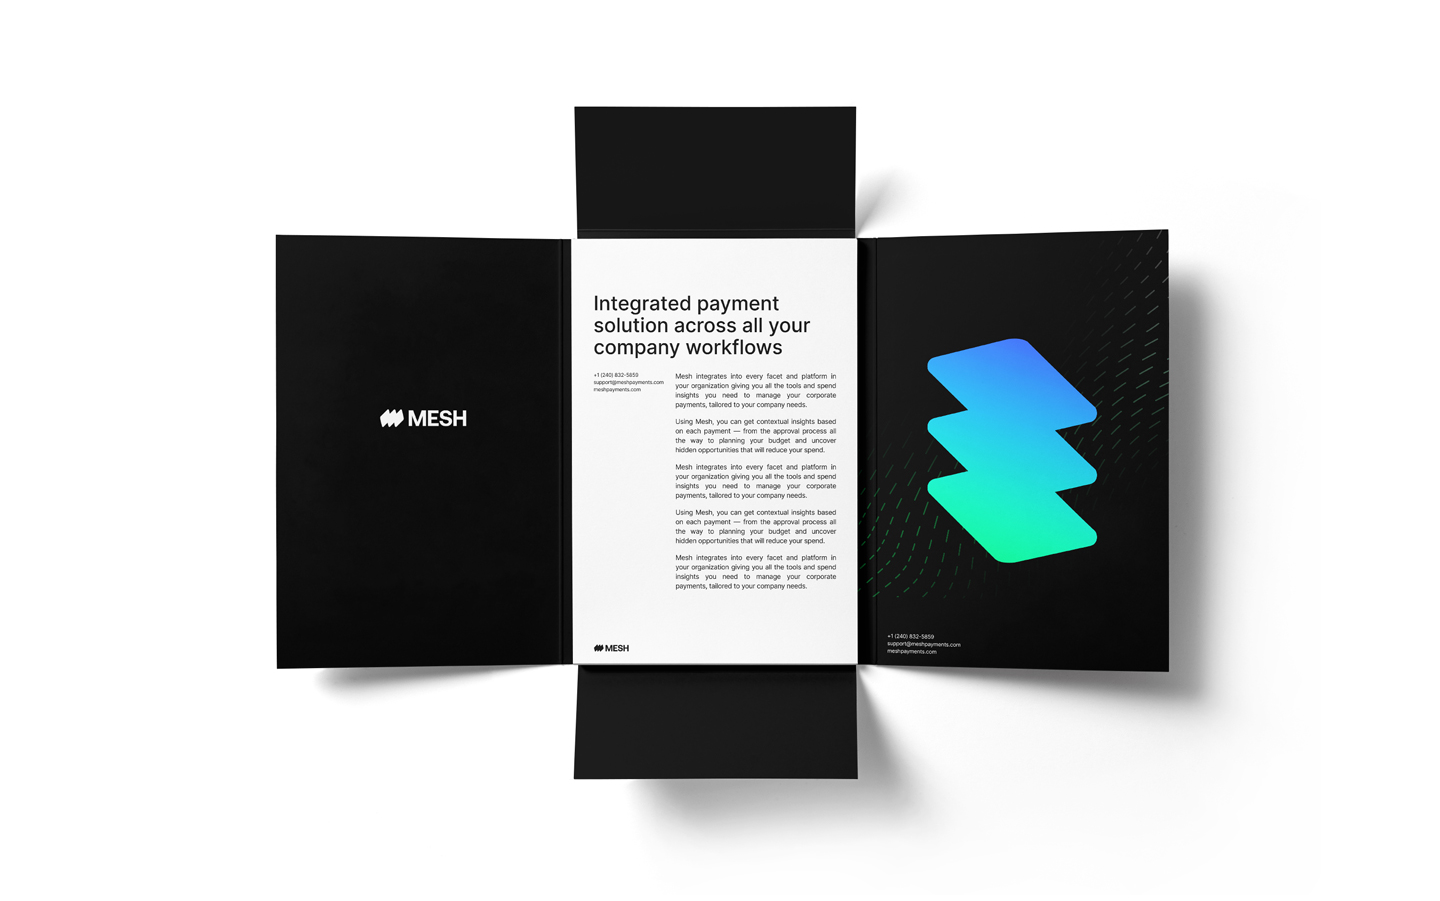 MESH
Integrated payment
solution across all your
company workflows
+1 (240) 832-5859
support@meshpayments.com
meshpayments.com
Mesh integrates into every facet and platform in
your organization giving you all the tools and spend
insights you need to manage your corporate
payments, tailored to your company needs.
Using Mesh, you can get contextual insights based
on each payment — from the approval process all
the way to planning your budget and uncover
hidden opportunities that will reduce your spend.
Mesh integrates into every facet and platform in
your organization giving you all the tools and spend
insights you need to manage your corporate
payments, tailored to your company needs.
Using Mesh, you can get contextual insights based
on each payment — from the approval process all
the way to planning your budget and uncover
hidden opportunities that will reduce your spend.
Mesh integrates into every facet and platform in
your organization giving you all the tools and spend
insights you need to manage your corporate
payments, tailored to your company needs.
MESH
+1 (240) 832-5859
support@meshpayments.com
meshpayments.com